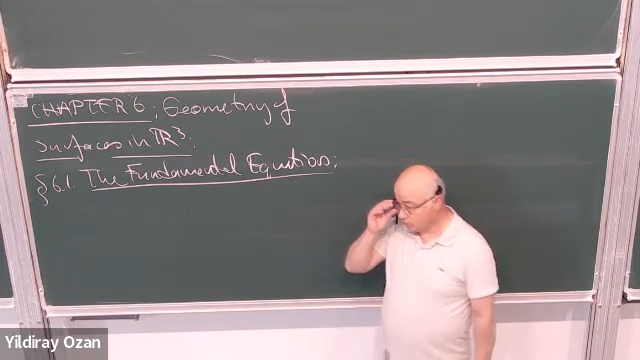 CHAPTER 6: Geometry of
Surfaces in ℝ³.
§6.1. The Fundamental Equations:
Yildiray Ozan